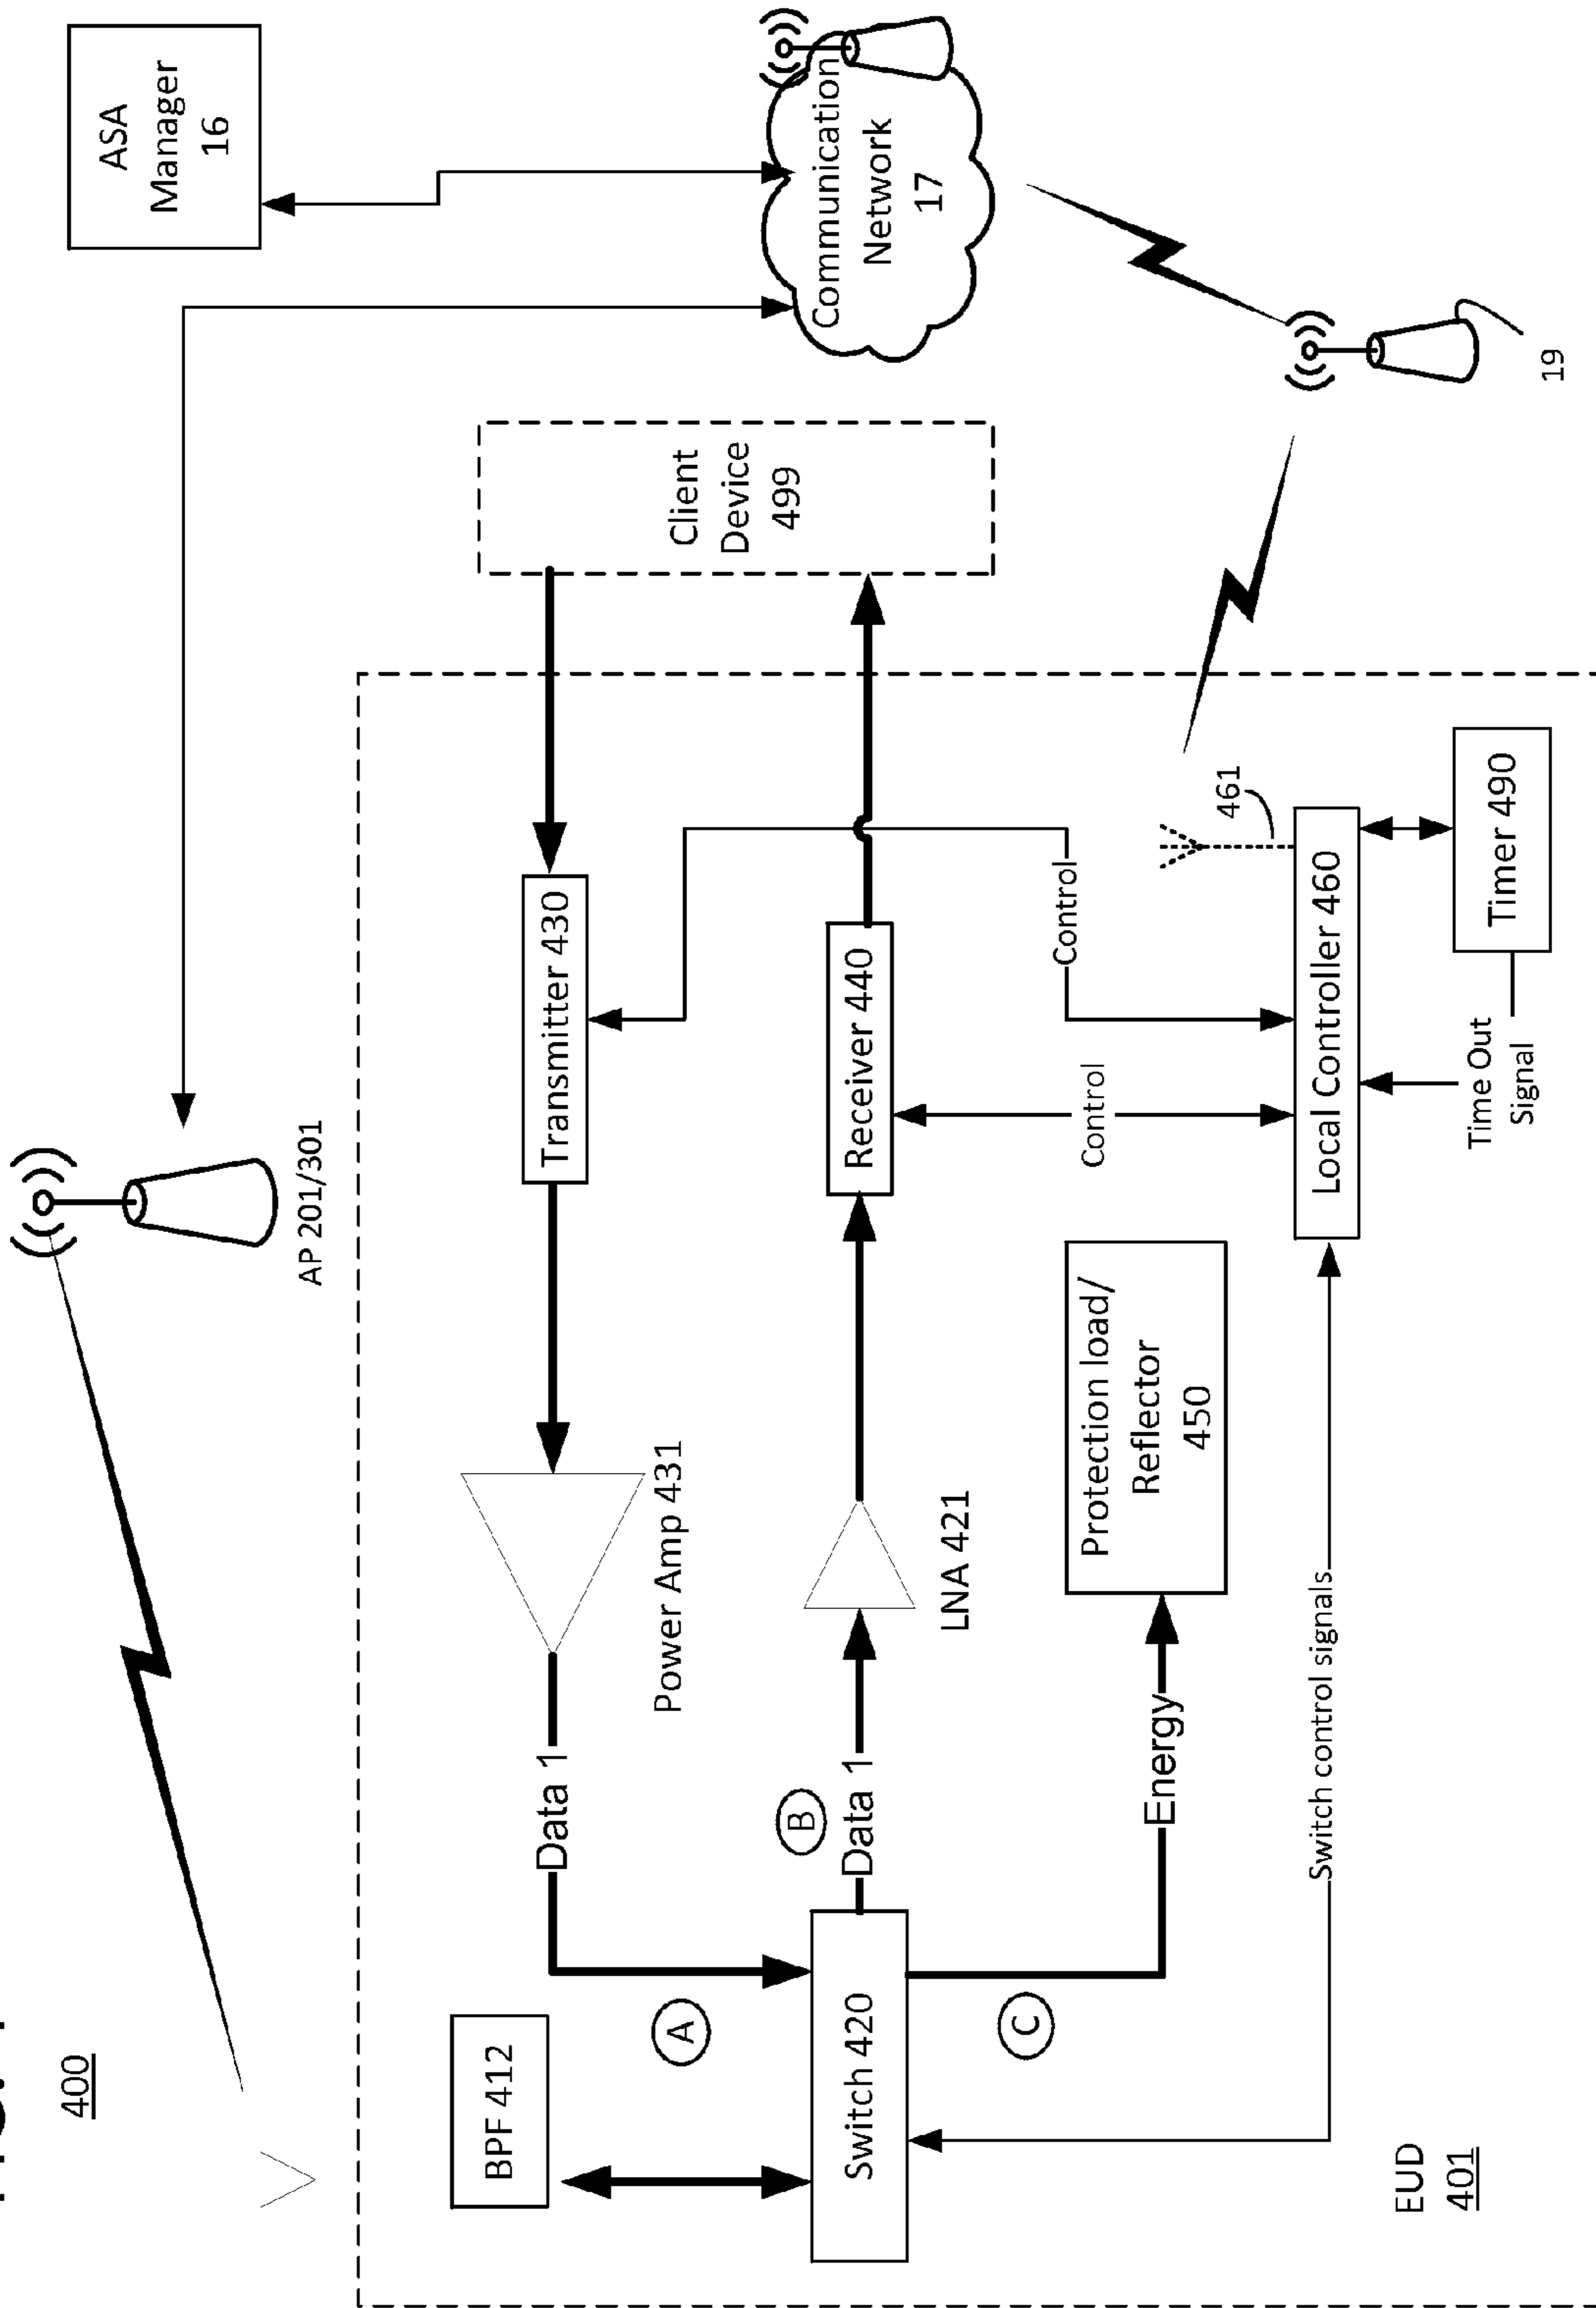 400
ASA
Manager
16
AP 201/301
BPF 412
Data 1
Transmitter 430
Power Amp 431
A
Client
Device
499
Communication
Network
17
B
Switch 420
Data 1
LNA 421
Receiver 440
C
Energy
Protection load/
Reflector
450
Control
Control
461
Switch control signals
Local Controller 460
Time Out
Signal
Timer 490
19
EUD
401